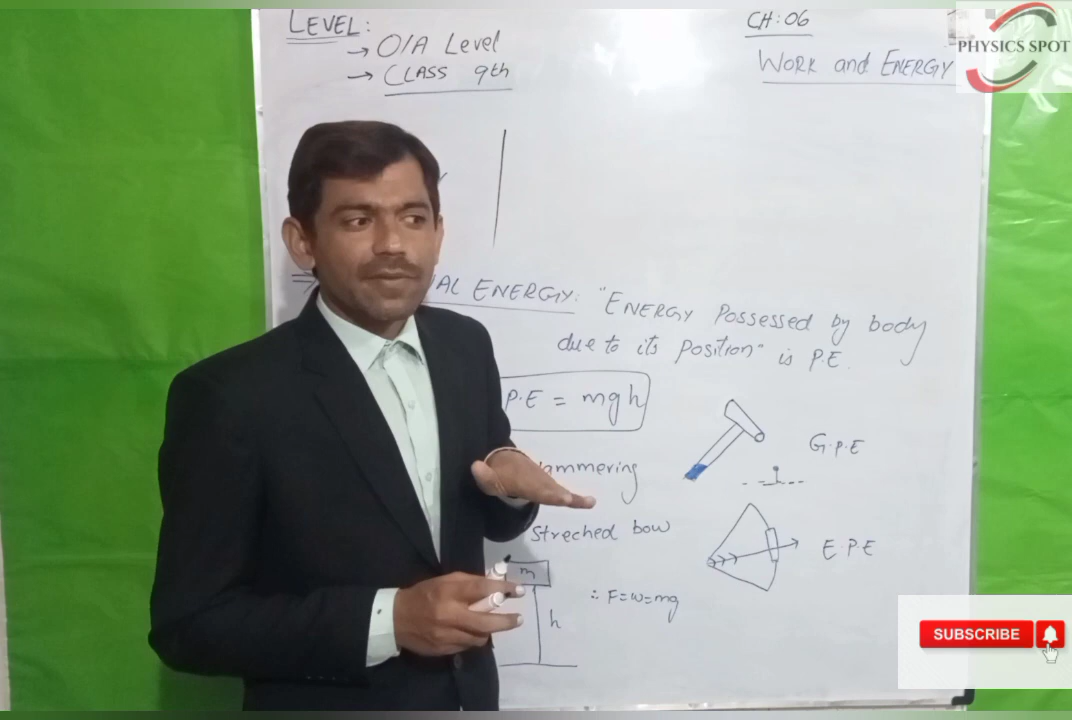 LEVEL:
→ O/A Level
→ CLASS 9th
CH:06
WORK and ENERGY
PHYSICS SPOT
⇒ AL ENERGY: "ENERGY Possessed by body
due to its position" is P.E.
P.E = mgh
G.P.E
ammering
Streched bow
E.P.E
m
∴ F=w=mg
h
SUBSCRIBE